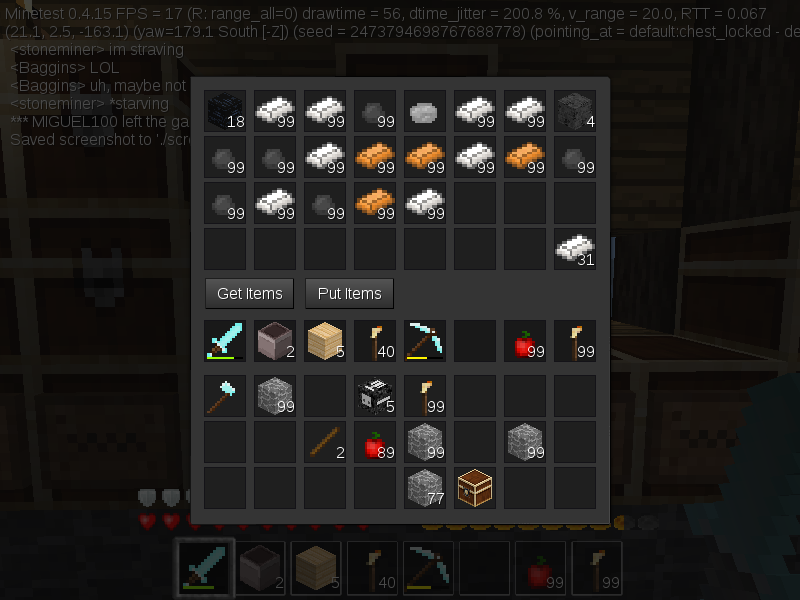 Minetest 0.4.15 FPS = 17 (R: range_all=0) drawtime = 56, dtime_jitter = 200.8 %, v_range = 20.0, RTT = 0.067
(21.1, 2.5, -163.1) (yaw=179.1 South [-Z]) (seed = 2473794698767688778) (pointing_at = default:chest_locked - de
<stoneminer> im straving
<Baggins> LOL
<Baggins> uh, maybe not
<stoneminer> *starving
*** MIGUEL100 left the ga
Saved screenshot to './scre
18 99 99 99 99 99 4
99 99 99 99 99 99 99 99
99 99 99 99 99
31
Get Items Put Items
2 5 40 99 99
99 5 99
2 89 99 99
77
2 5 40 99 99